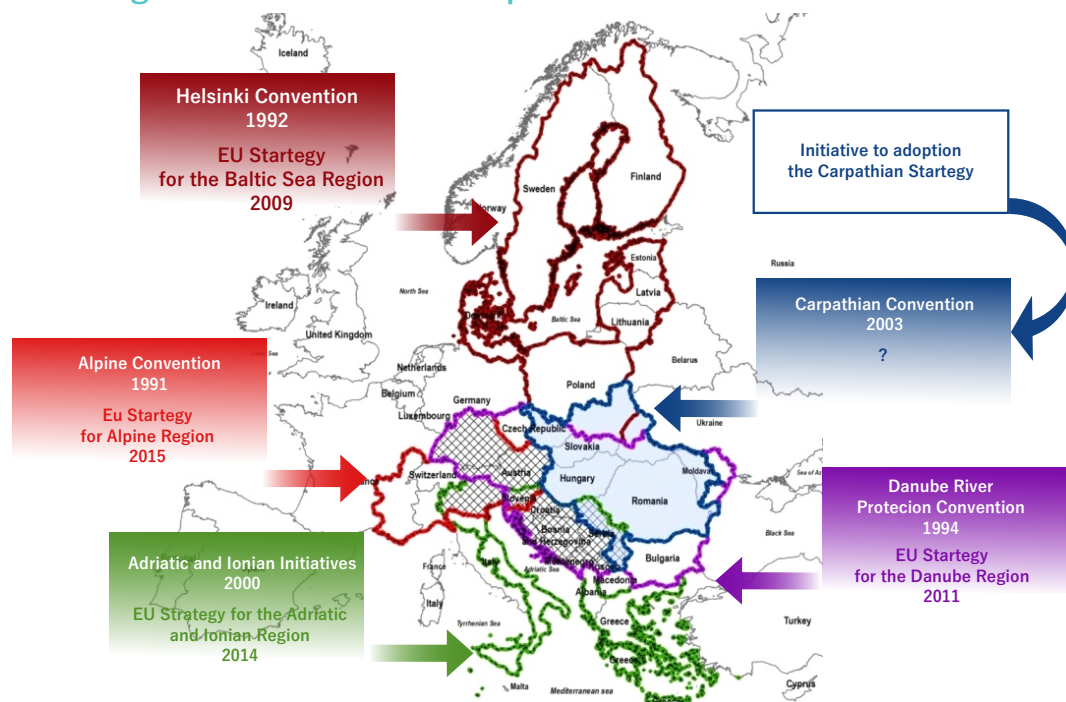 Iceland
Helsinki Convention
1992
EU Startegy
for the Baltic Sea Region
2009
Initiative to adoption
the Carpathian Startegy
Sweden
Finland
Norway
Estonia
Russia
North Sea
Latvia
Ireland
Baltic Sea
Lithuania
United Kingdom
Carpathian Convention
2003
?
Belarus
Netherlands
Poland
Belgium
Germany
Luxembourg
Ukraine
Czech Republic
Slovakia
Alpine Convention
1991
Eu Startegy
for Alpine Region
2015
Switzerland
Austria
Hungary
Moldava
Romania
Croatia
Bosnia
and Herzegovina
Serbia
Montenegro
Kosovo
Bulgaria
Black Sea
Danube River
Protecion Convention
1994
EU Startegy
for the Danube Region
2011
Adriatic and Ionian Initiatives
2000
EU Strategy for the Adriatic
and Ionian Region
2014
France
Italy
Adriatic Sea
Macedonia
Albania
Italy
Tyrrhenian Sea
Greece
Greece
Turkey
Malta
Mediterranean sea
Cyprus